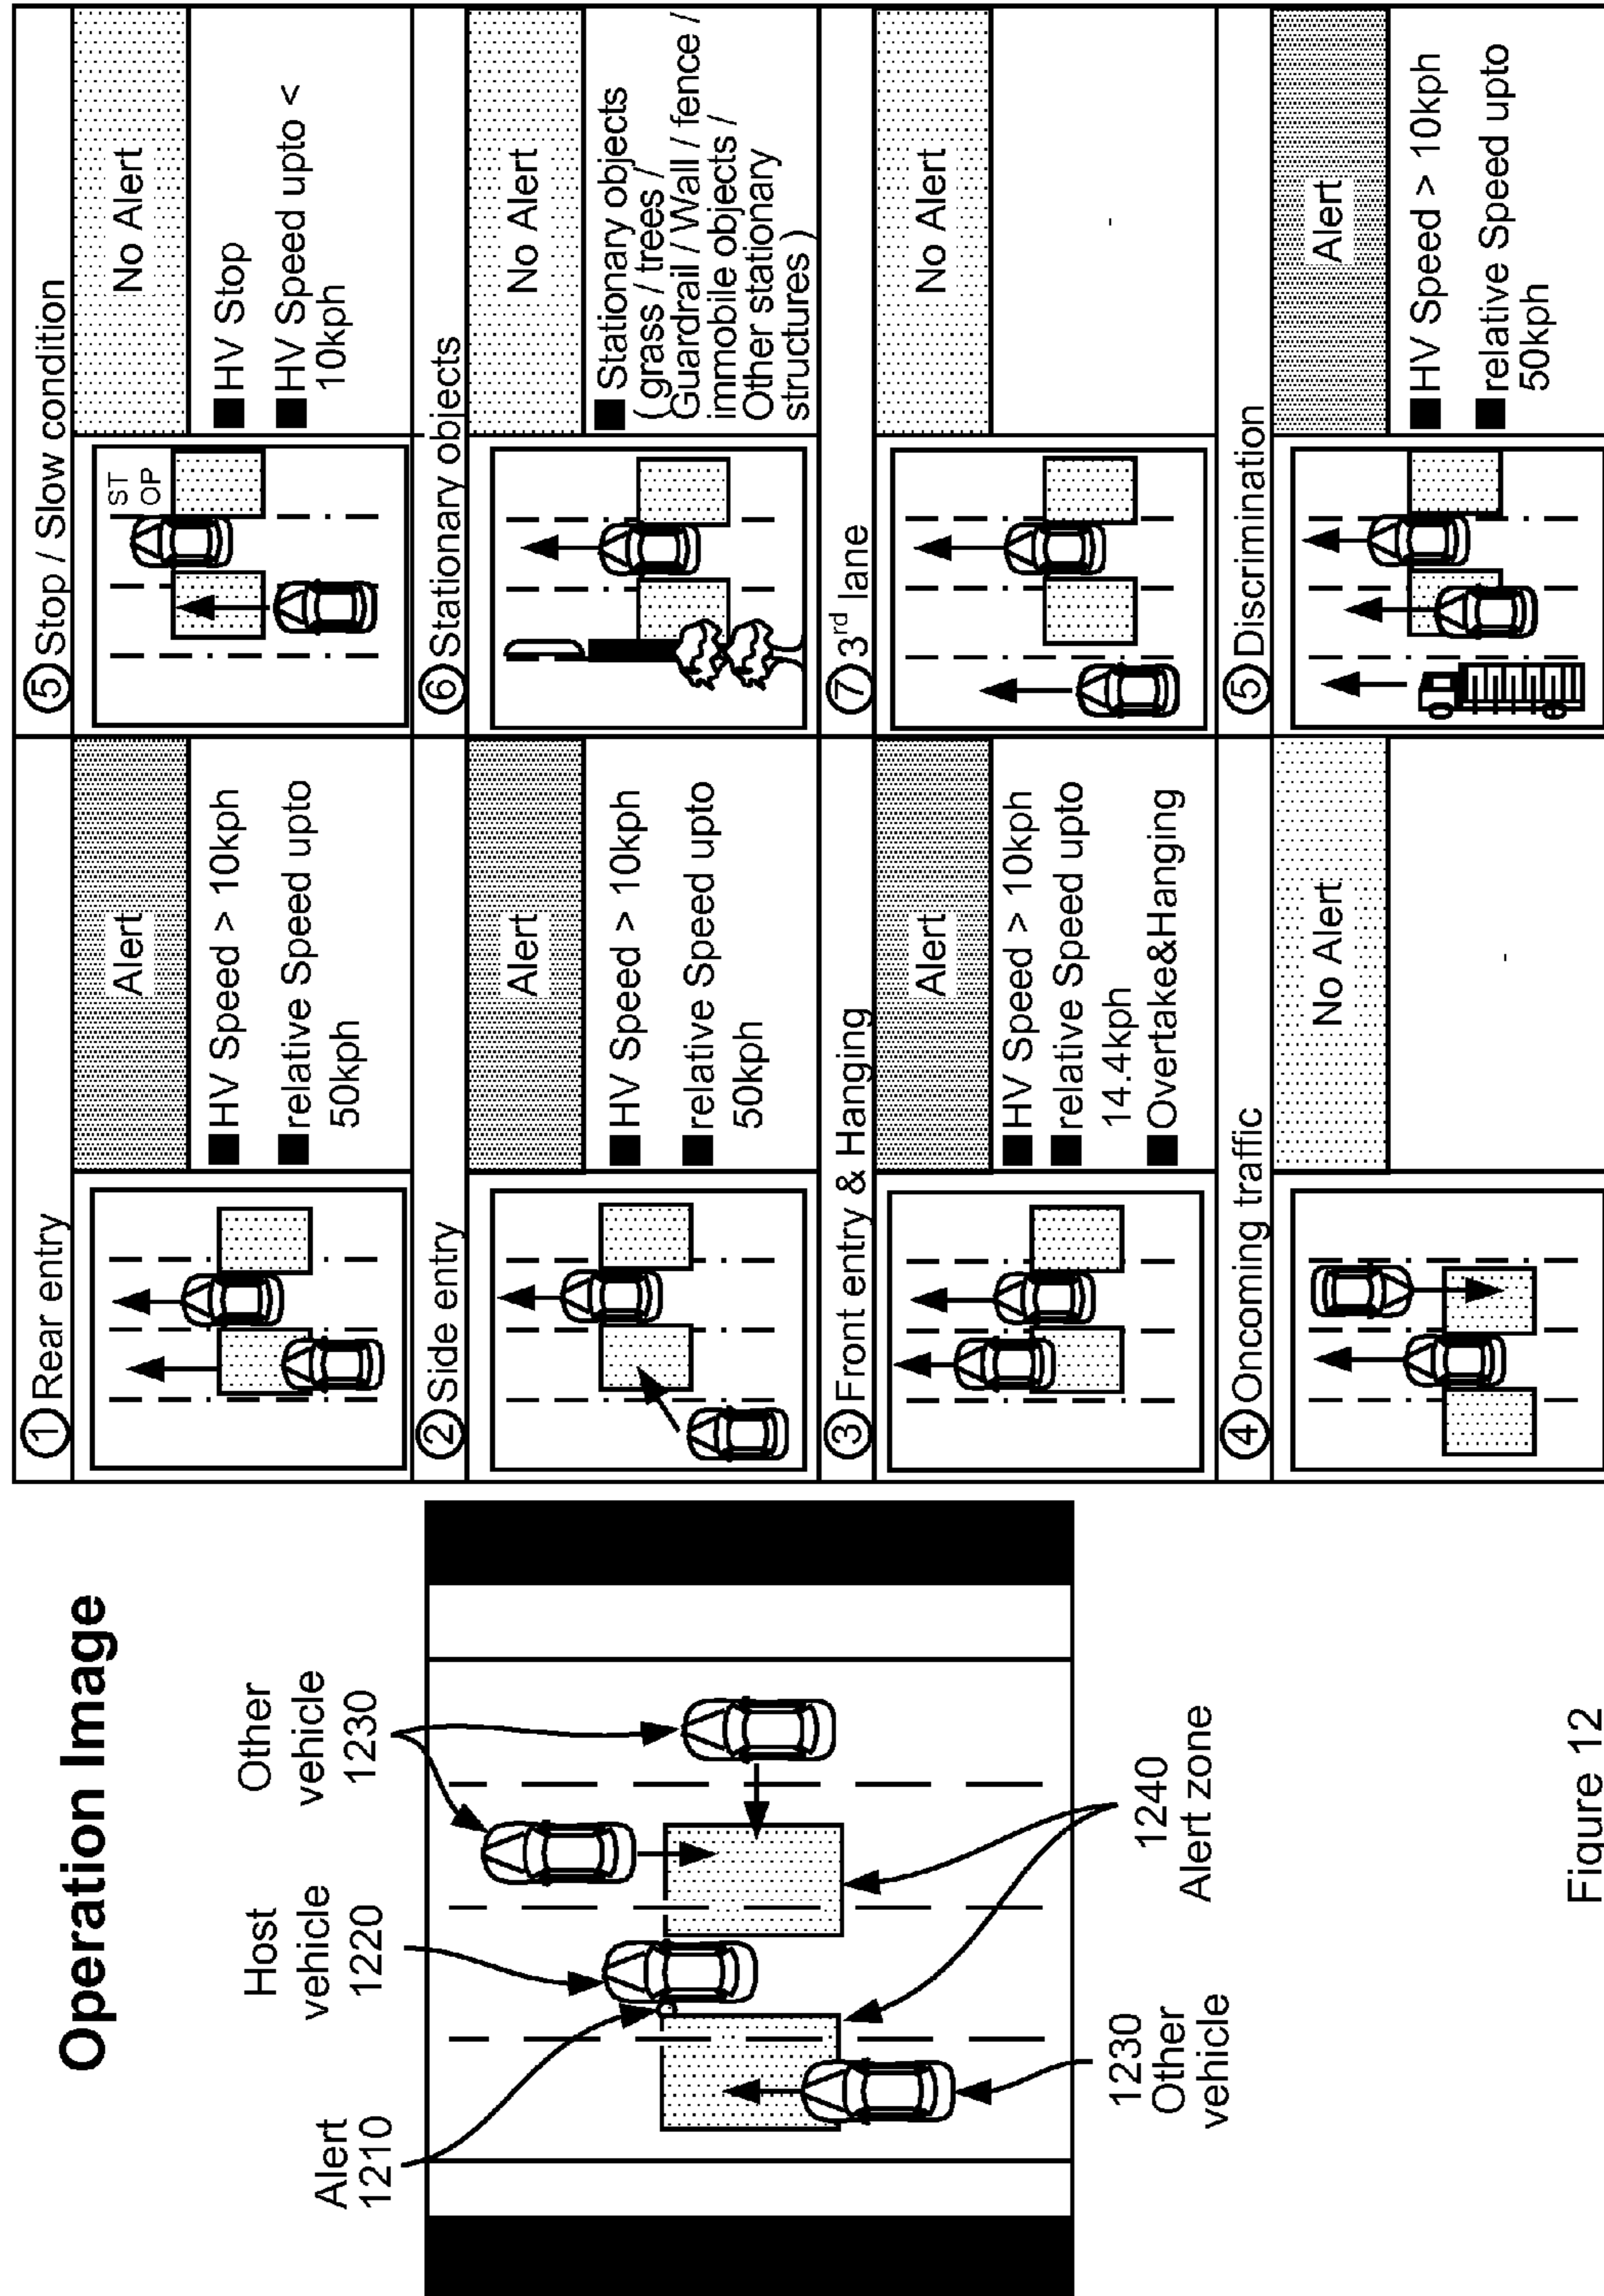 Operation Image
Alert
1210
Host
vehicle
1220
Other
vehicle
1230
1230
Other
vehicle
1240
Alert zone
Figure 12
① Rear entry
Alert
■ HV Speed > 10kph
■ relative Speed upto
50kph
② Side entry
Alert
■ HV Speed > 10kph
■ relative Speed upto
50kph
③ Front entry & Hanging
Alert
■ HV Speed > 10kph
■ relative Speed upto
14.4kph
■ Overtake&Hanging
④ Oncoming traffic
No Alert
-
⑤ Stop / Slow condition
ST
OP
No Alert
■ HV Stop
■ HV Speed upto <
10kph
⑥ Stationary objects
No Alert
■ Stationary objects
( grass / trees /
Guardrail / Wall / fence /
immobile objects /
Other stationary
structures )
⑦ 3rd lane
No Alert
-
⑤ Discrimination
Alert
■ HV Speed > 10kph
■ relative Speed upto
50kph